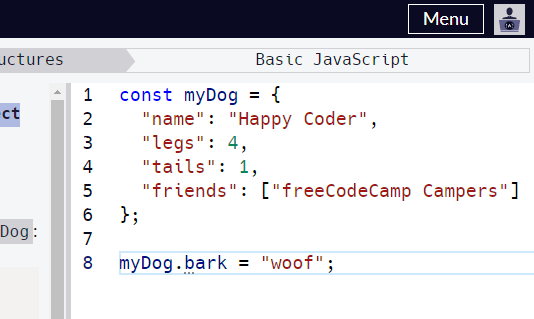 Menu
uctures
Basic JavaScript
ect
Dog:
1 const myDog = {
2 "name": "Happy Coder",
3 "legs": 4,
4 "tails": 1,
5 "friends": ["freeCodeCamp Campers"]
6 };
7
8 myDog.bark = "woof";